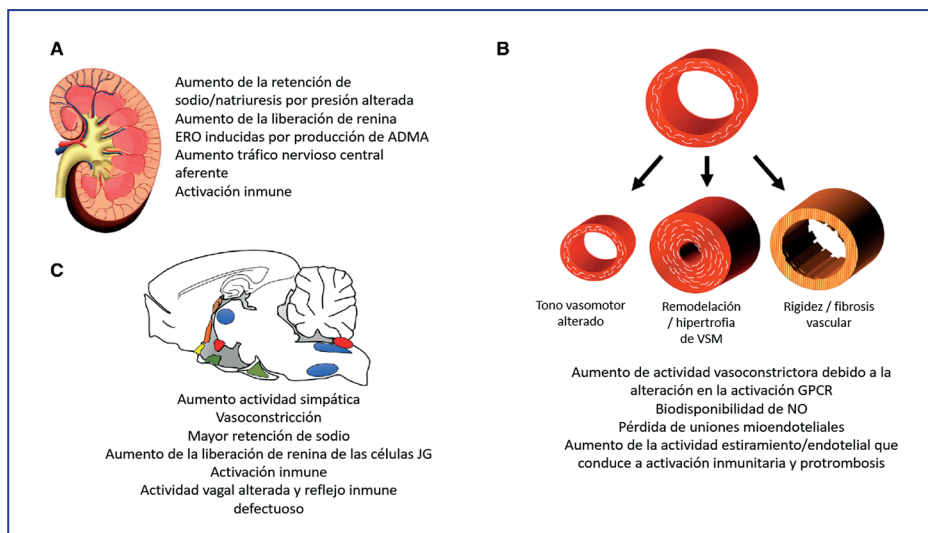 A
Aumento de la retención de
sodio/natriuresis por presión alterada
Aumento de la liberación de renina
ERO inducidas por producción de ADMA
Aumento tráfico nervioso central
aferente
Activación inmune
B
Tono vasomotor
alterado
Remodelación
/ hipertrofia
de VSM
Rigidez / fibrosis
vascular
Aumento de actividad vasoconstrictora debido a la
alteración en la activación GPCR
Biodisponibilidad de NO
Pérdida de uniones mioendoteliales
Aumento de la actividad estiramiento/endotelial que
conduce a activación inmunitaria y protrombosis
C
Aumento actividad simpática
Vasoconstricción
Mayor retención de sodio
Aumento de la liberación de renina de las células JG
Activación inmune
Actividad vagal alterada y reflejo inmune
defectuoso